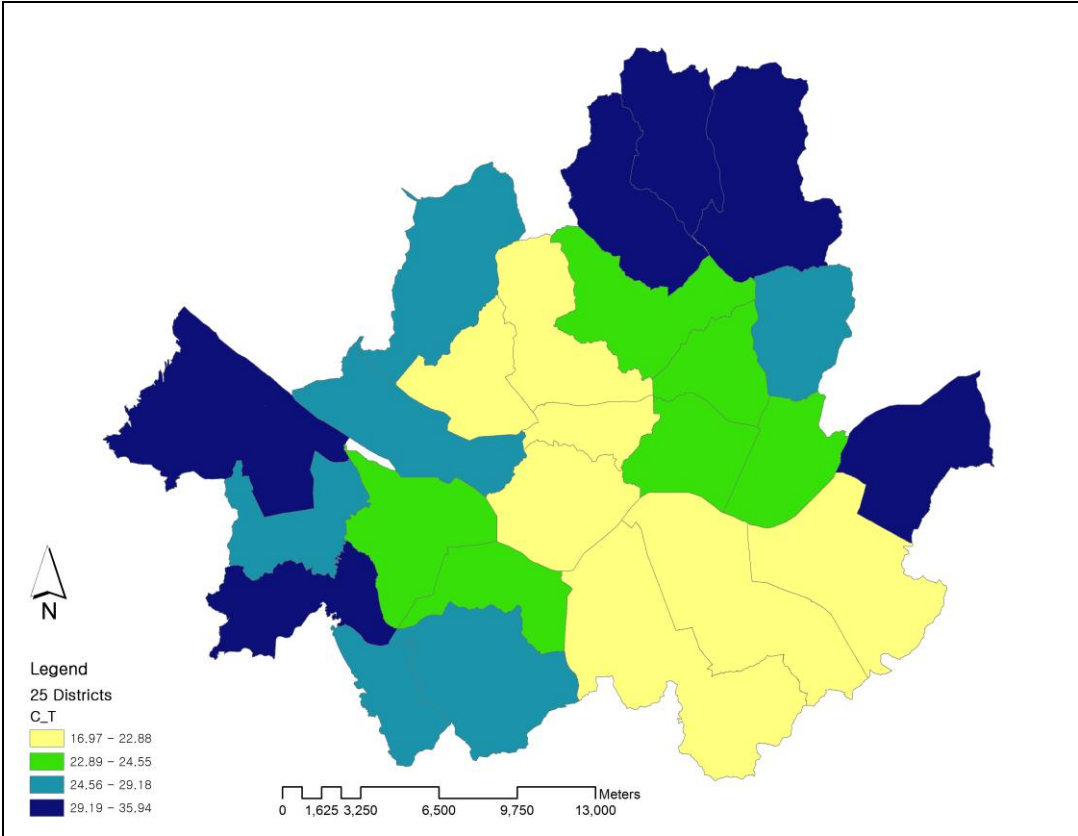 N
Legend
25 Districts
C_T
16.97 - 22.88
22.89 - 24.55
24.56 - 29.18
29.19 - 35.94
Meters
0 1,625 3,250 6,500 9,750 13,000